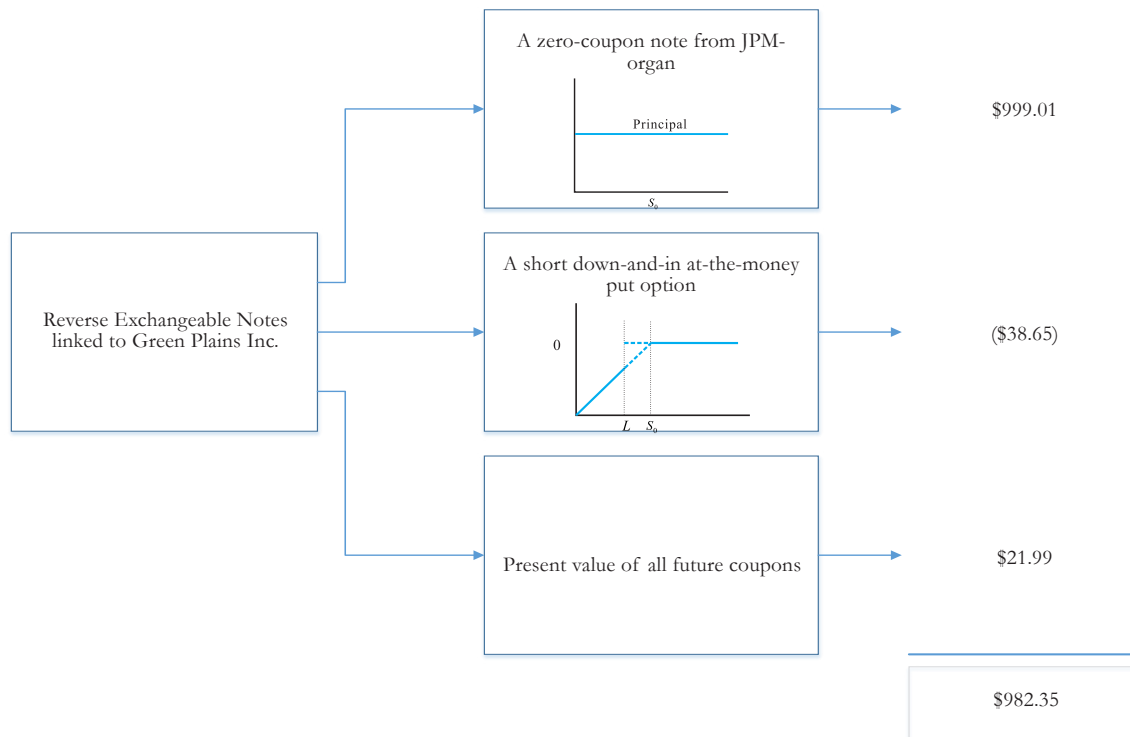 A zero-coupon note from JPM-
organ
Principal
S₀
$999.01
Reverse Exchangeable Notes
linked to Green Plains Inc.
A short down-and-in at-the-money
put option
0
L S₀
($38.65)
Present value of all future coupons
$21.99
$982.35